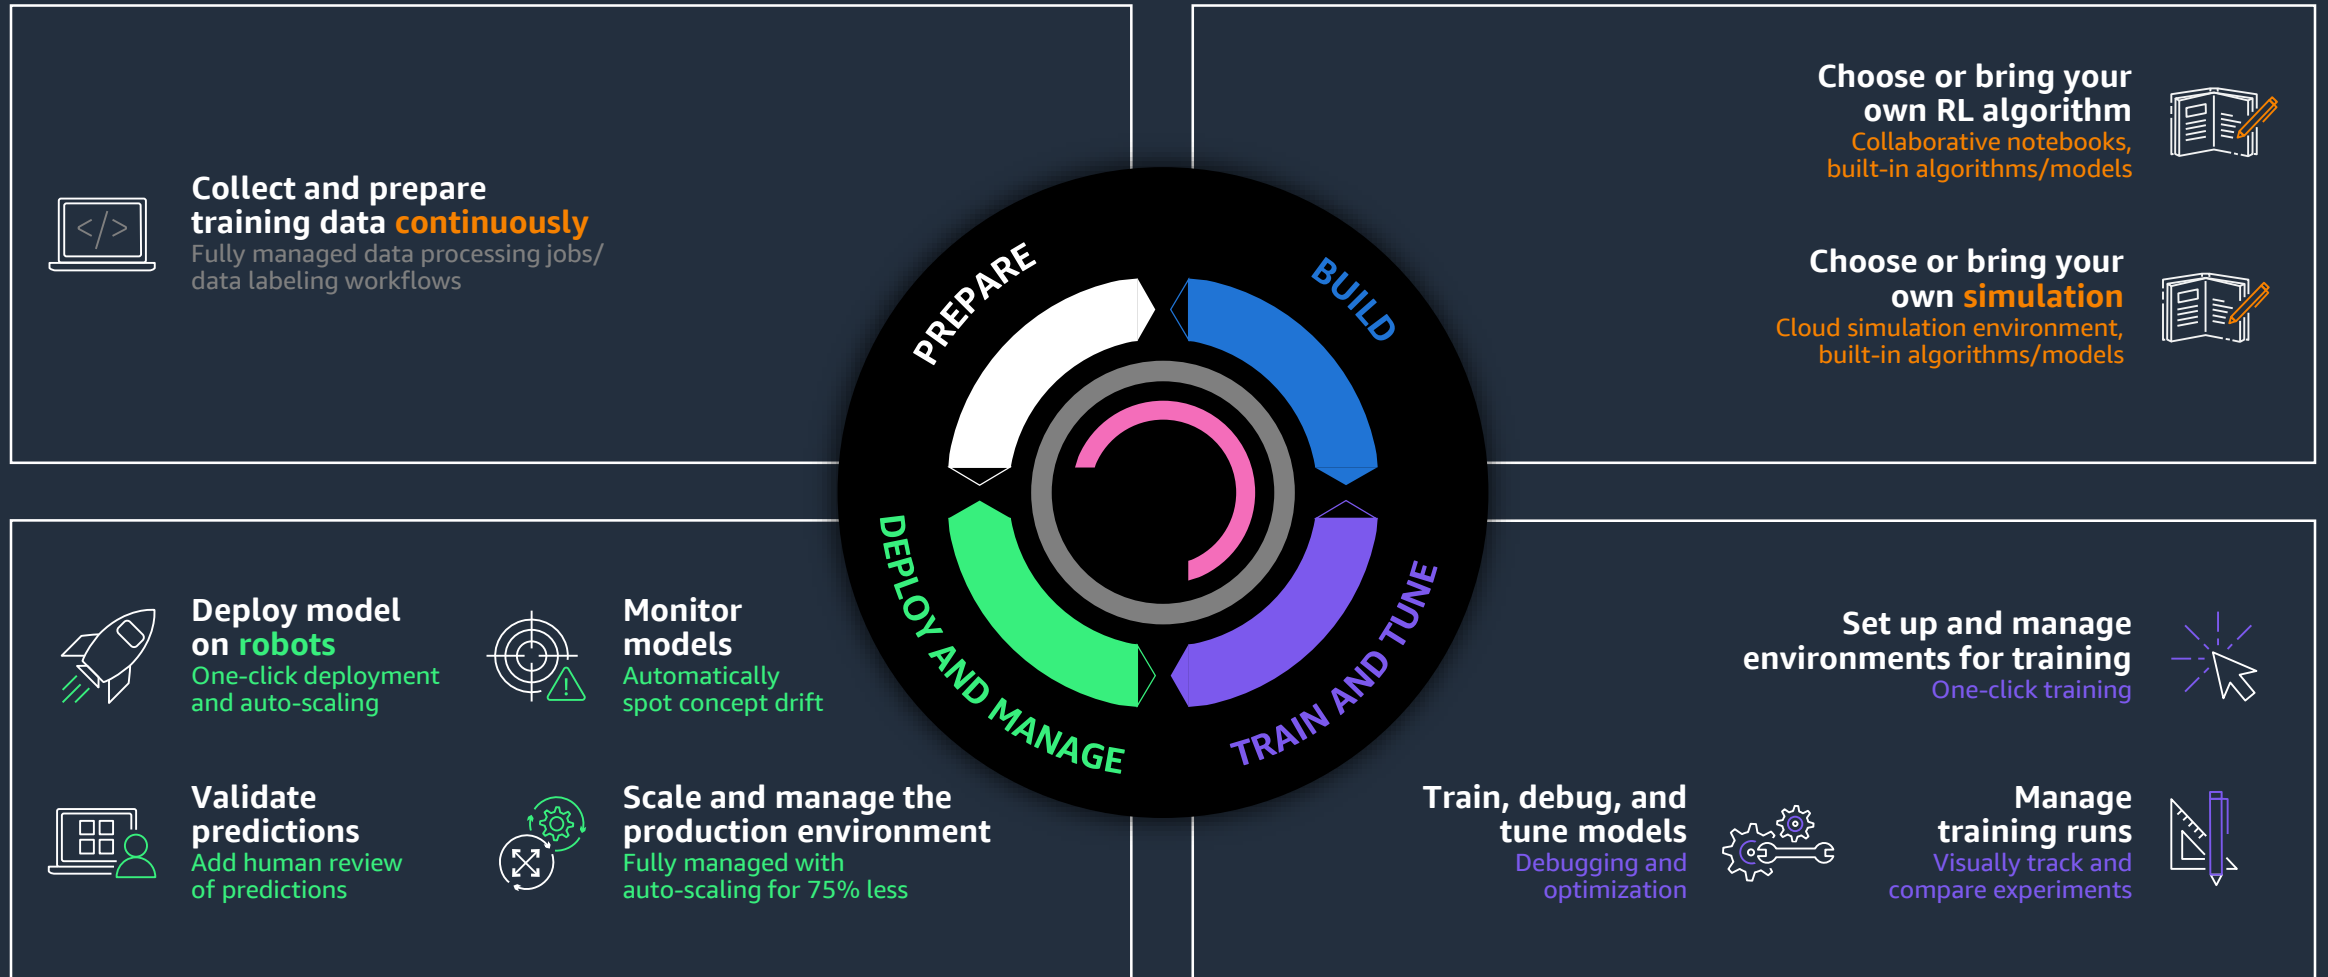 Collect and prepare
training data continuously
Fully managed data processing jobs/
data labeling workflows
Choose or bring your
own RL algorithm
Collaborative notebooks,
built-in algorithms/models
Choose or bring your
own simulation
Cloud simulation environment,
built-in algorithms/models
PREPARE
BUILD
DEPLOY AND MANAGE
TRAIN AND TUNE
Deploy model
on robots
One-click deployment
and auto-scaling
Monitor
models
Automatically
spot concept drift
Validate
predictions
Add human review
of predictions
Scale and manage the
production environment
Fully managed with
auto-scaling for 75% less
Set up and manage
environments for training
One-click training
Train, debug, and
tune models
Debugging and
optimization
Manage
training runs
Visually track and
compare experiments